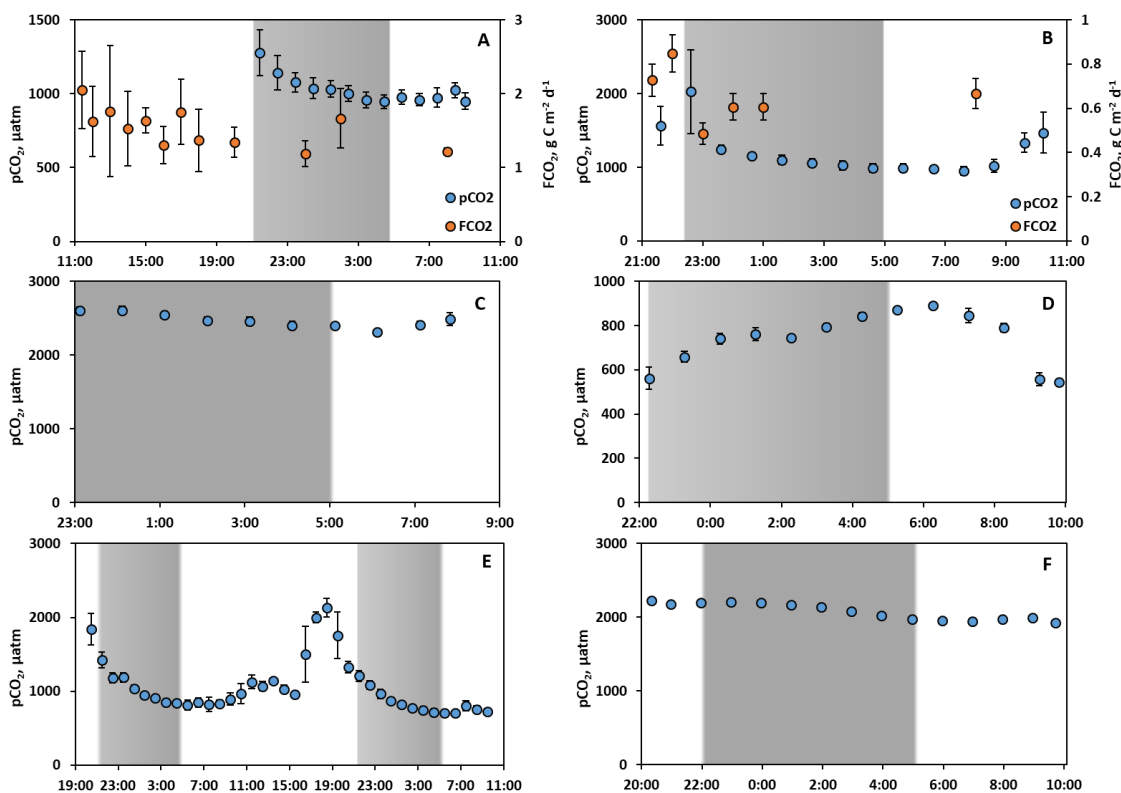 A
1500
1000
500
0
3
2
1
0
pCO2, µatm
FCO2, g C m-2 d-1
pCO2
FCO2
11:00 15:00 19:00 23:00 3:00 7:00 11:00
B
3000
2000
1000
0
1
0.8
0.6
0.4
0.2
0
pCO2, µatm
FCO2, g C m-2 d-1
pCO2
FCO2
21:00 23:00 1:00 3:00 5:00 7:00 9:00 11:00
C
3000
2000
1000
0
pCO2, µatm
23:00 1:00 3:00 5:00 7:00 9:00
D
1000
800
600
400
200
0
pCO2, µatm
22:00 0:00 2:00 4:00 6:00 8:00 10:00
E
3000
2000
1000
0
pCO2, µatm
19:00 23:00 3:00 7:00 11:00 15:00 19:00 23:00 3:00 7:00 11:00
F
3000
2000
1000
0
pCO2, µatm
20:00 22:00 0:00 2:00 4:00 6:00 8:00 10:00